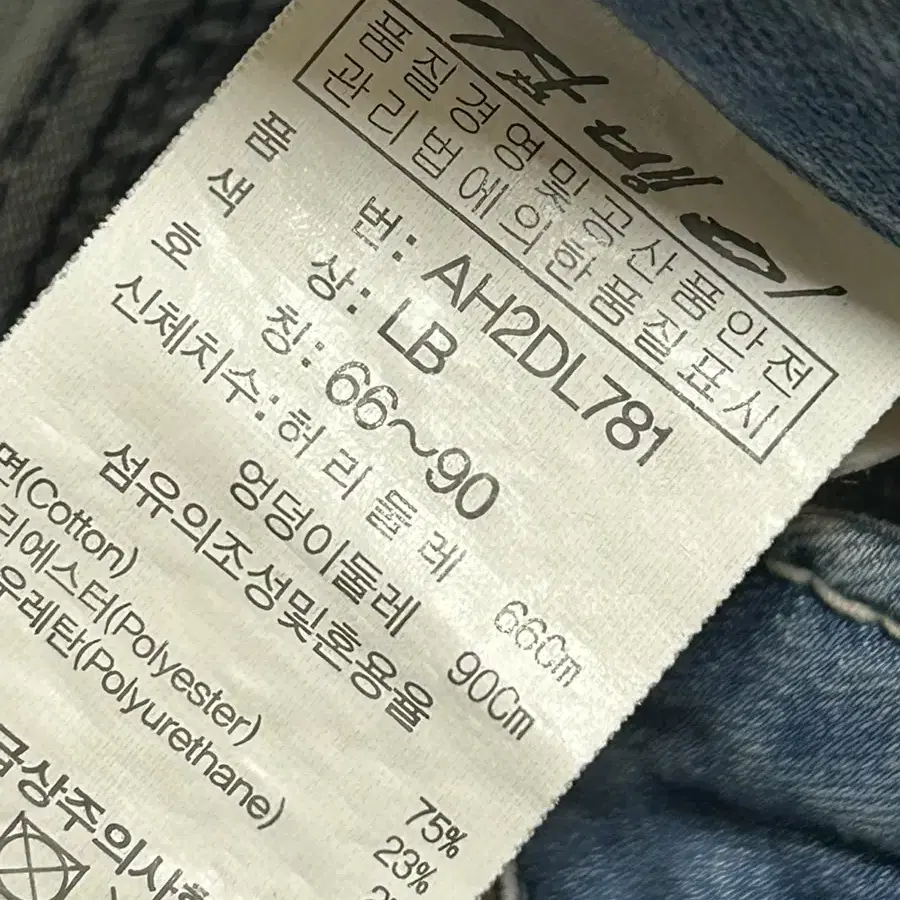 품질경영및공산품안전
관리법에의한품질표시
품 번: AH2DL781
색 상: LB
호 칭: 66~90
신체치수: 허리둘레 66Cm
엉덩이둘레 90Cm
섬유의조성및혼용율
면(Cotton) 75%
리에스터(Polyester) 23%
우레탄(Polyurethane)
급상주의사항